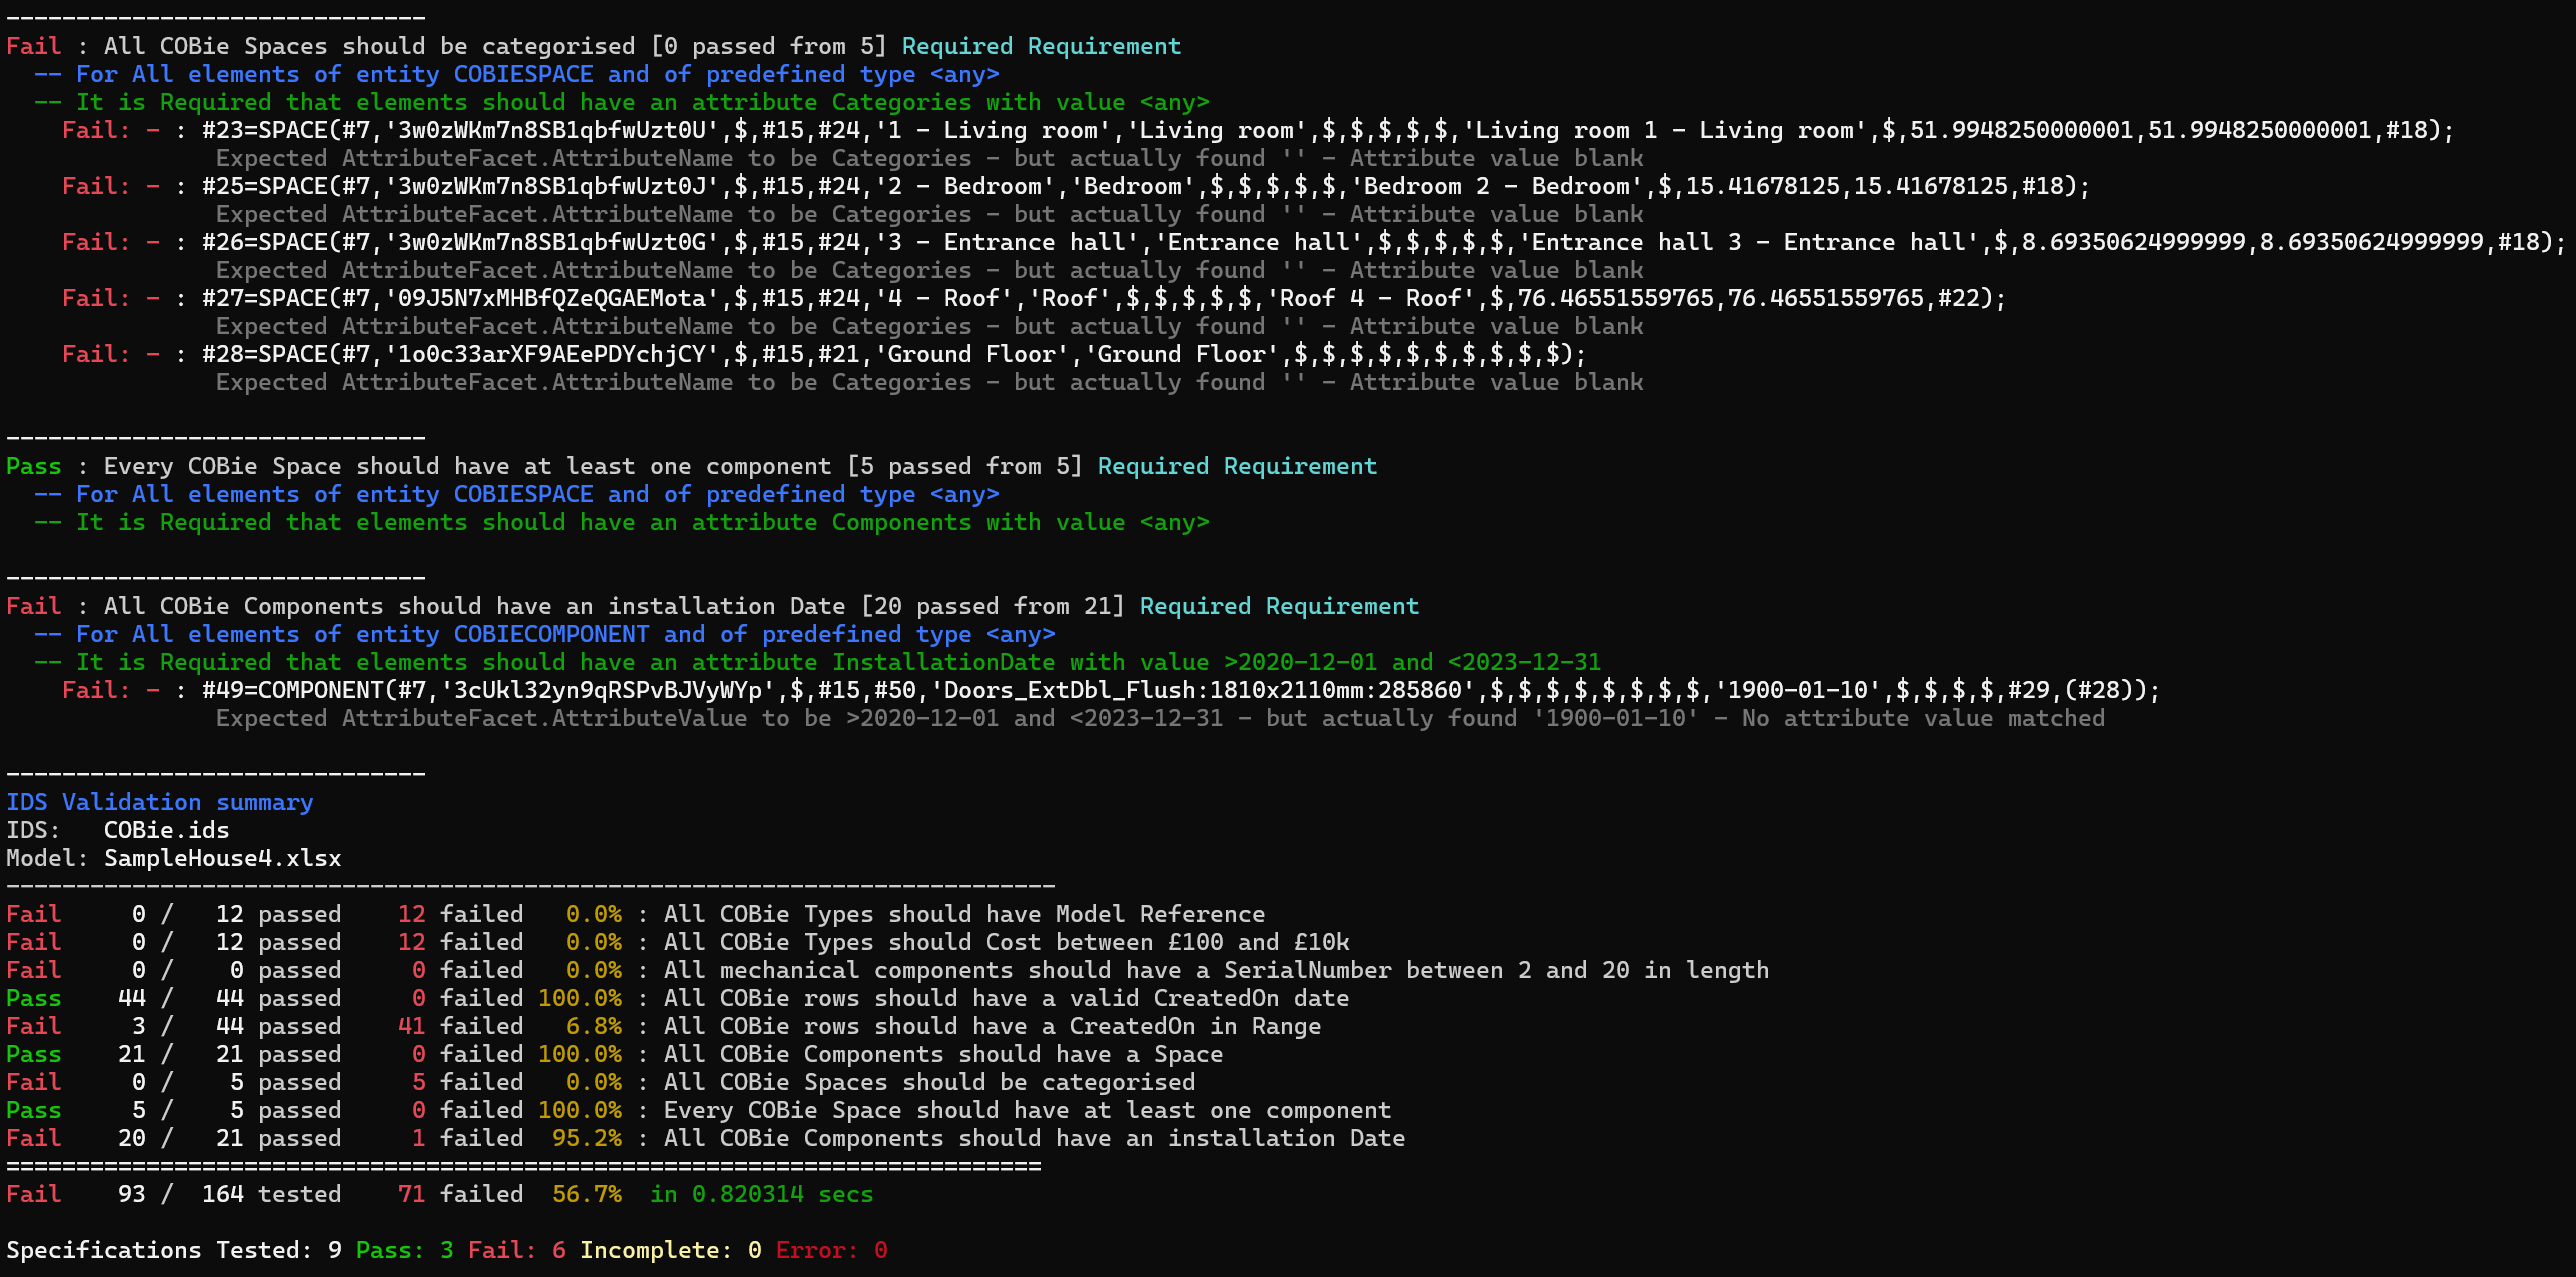 ------------------------------
Fail : All COBie Spaces should be categorised [0 passed from 5] Required Requirement
  -- For All elements of entity COBIESPACE and of predefined type <any>
  -- It is Required that elements should have an attribute Categories with value <any>
    Fail: - : #23=SPACE(#7,'3w0zWKm7n8SB1qbfwUzt0U',$,#15,#24,'1 - Living room','Living room',$,$,$,$,$,'Living room 1 - Living room',$,51.9948250000001,51.9948250000001,#18);
               Expected AttributeFacet.AttributeName to be Categories - but actually found '' - Attribute value blank
    Fail: - : #25=SPACE(#7,'3w0zWKm7n8SB1qbfwUzt0J',$,#15,#24,'2 - Bedroom','Bedroom',$,$,$,$,$,'Bedroom 2 - Bedroom',$,15.41678125,15.41678125,#18);
               Expected AttributeFacet.AttributeName to be Categories - but actually found '' - Attribute value blank
    Fail: - : #26=SPACE(#7,'3w0zWKm7n8SB1qbfwUzt0G',$,#15,#24,'3 - Entrance hall','Entrance hall',$,$,$,$,$,'Entrance hall 3 - Entrance hall',$,8.69350624999999,8.69350624999999,#18);
               Expected AttributeFacet.AttributeName to be Categories - but actually found '' - Attribute value blank
    Fail: - : #27=SPACE(#7,'09J5N7xMHBfQZeQGAEMota',$,#15,#24,'4 - Roof','Roof',$,$,$,$,$,'Roof 4 - Roof',$,76.46551559765,76.46551559765,#22);
               Expected AttributeFacet.AttributeName to be Categories - but actually found '' - Attribute value blank
    Fail: - : #28=SPACE(#7,'1o0c33arXF9AEePDYchjCY',$,#15,#21,'Ground Floor','Ground Floor',$,$,$,$,$,$,$,$,$,$);
               Expected AttributeFacet.AttributeName to be Categories - but actually found '' - Attribute value blank
------------------------------
Pass : Every COBie Space should have at least one component [5 passed from 5] Required Requirement
  -- For All elements of entity COBIESPACE and of predefined type <any>
  -- It is Required that elements should have an attribute Components with value <any>
------------------------------
Fail : All COBie Components should have an installation Date [20 passed from 21] Required Requirement
  -- For All elements of entity COBIECOMPONENT and of predefined type <any>
  -- It is Required that elements should have an attribute InstallationDate with value >2020-12-01 and <2023-12-31
    Fail: - : #49=COMPONENT(#7,'3cUkl32yn9qRSPvBJVyWYp',$,#15,#50,'Doors_ExtDbl_Flush:1810x2110mm:285860',$,$,$,$,$,$,$,$,'1900-01-10',$,$,$,$,#29,(#28));
               Expected AttributeFacet.AttributeValue to be >2020-12-01 and <2023-12-31 - but actually found '1900-01-10' - No attribute value matched
------------------------------
IDS Validation summary
IDS:   COBie.ids
Model: SampleHouse4.xlsx
---------------------------------------------------------------------------
Fail     0 /   12 passed    12 failed   0.0% : All COBie Types should have Model Reference
Fail     0 /   12 passed    12 failed   0.0% : All COBie Types should Cost between £100 and £10k
Fail     0 /    0 passed     0 failed   0.0% : All mechanical components should have a SerialNumber between 2 and 20 in length
Pass    44 /   44 passed     0 failed 100.0% : All COBie rows should have a valid CreatedOn date
Fail     3 /   44 passed    41 failed   6.8% : All COBie rows should have a CreatedOn in Range
Pass    21 /   21 passed     0 failed 100.0% : All COBie Components should have a Space
Fail     0 /    5 passed     5 failed   0.0% : All COBie Spaces should be categorised
Pass     5 /    5 passed     0 failed 100.0% : Every COBie Space should have at least one component
Fail    20 /   21 passed     1 failed  95.2% : All COBie Components should have an installation Date
==========================================================================
Fail    93 /  164 tested    71 failed  56.7%  in 0.820314 secs
Specifications Tested: 9 Pass: 3 Fail: 6 Incomplete: 0 Error: 0